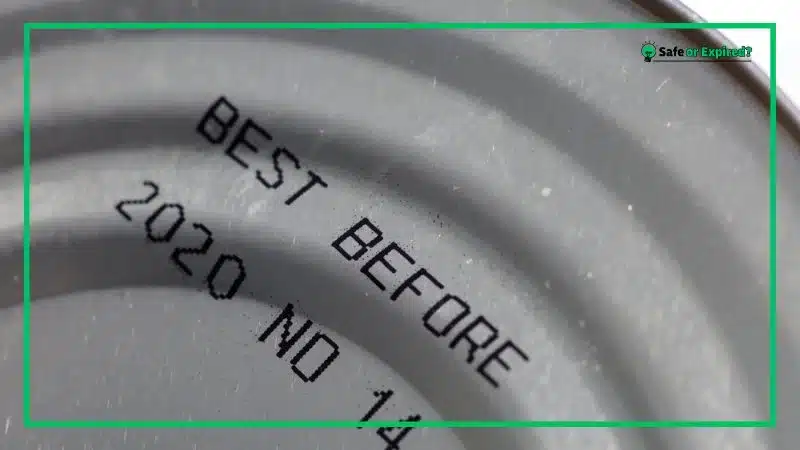 Safe or Expired?
BEST BEFORE
2020 NO 14